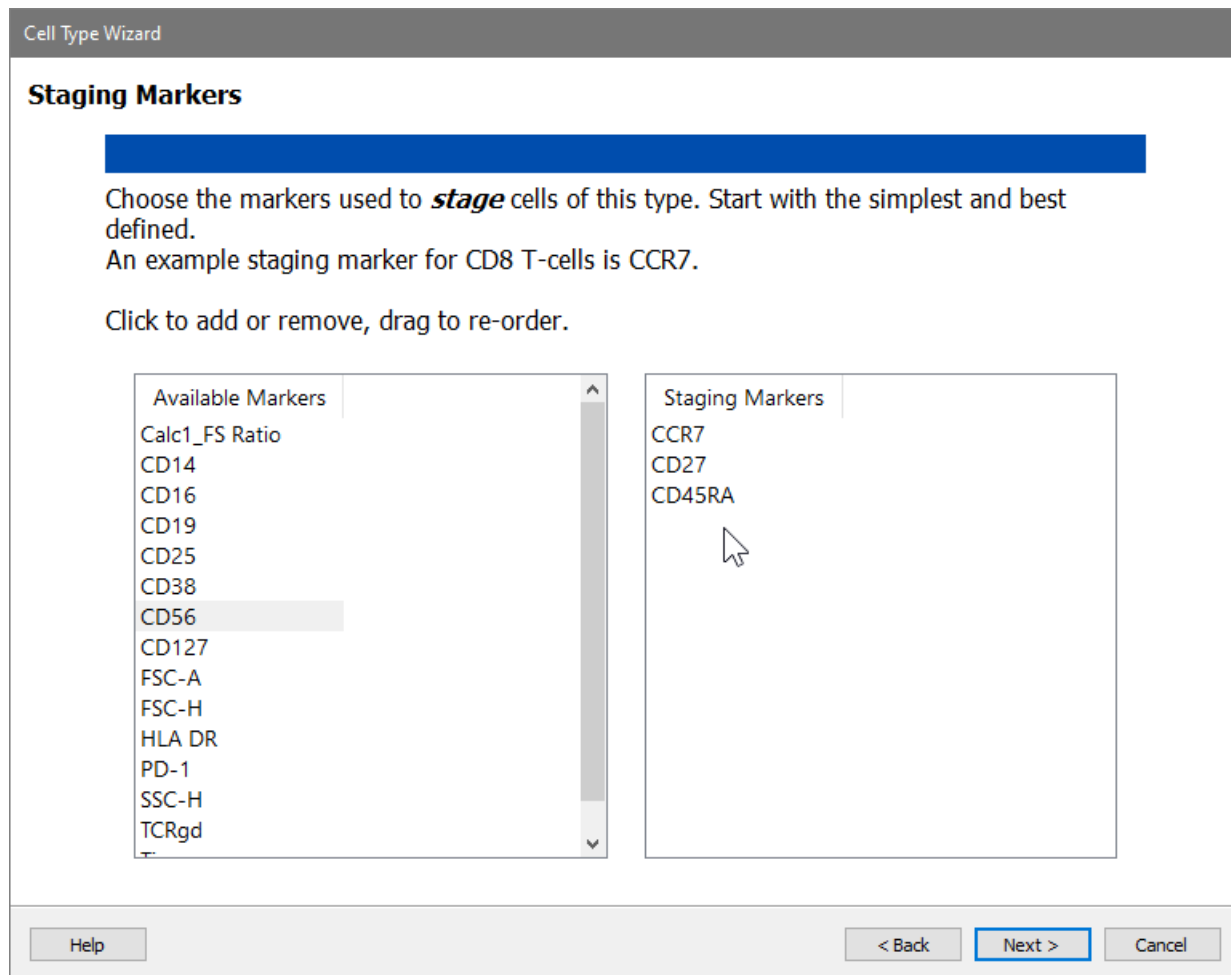 Cell Type Wizard
Staging Markers
Choose the markers used to stage cells of this type. Start with the simplest and best
defined.
An example staging marker for CD8 T-cells is CCR7.
Click to add or remove, drag to re-order.
Available Markers
Calc1_FS Ratio
CD14
CD16
CD19
CD25
CD38
CD56
CD127
FSC-A
FSC-H
HLA DR
PD-1
SSC-H
TCRgd
Staging Markers
CCR7
CD27
CD45RA
Help
< Back
Next >
Cancel